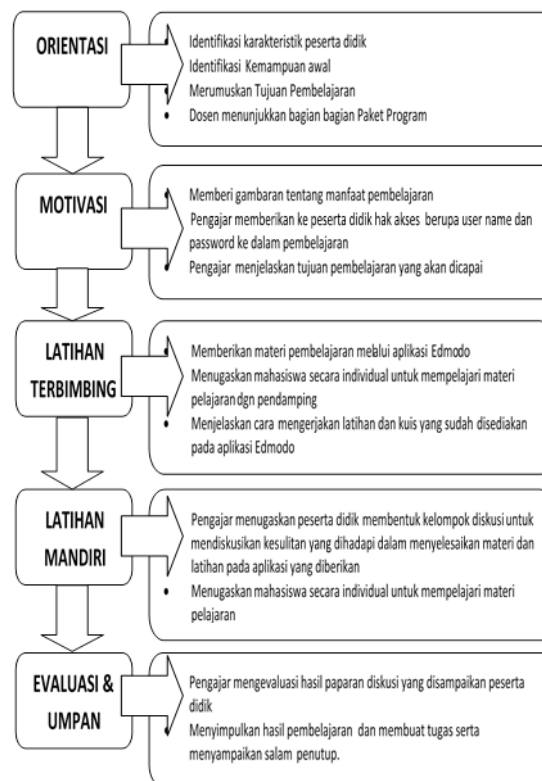 ORIENTASI
• Identifikasi karakteristik peserta didik
Identifikasi Kemampuan awal
• Merumuskan Tujuan Pembelajaran
• Dosen menunjukkan bagian bagian Paket Program
MOTIVASI
• Memberi gambaran tentang manfaat pembelajaran
Pengajar memberikan ke peserta didik hak akses berupa user name dan
password ke dalam pembelajaran
• Pengajar menjelaskan tujuan pembelajaran yang akan dicapai
LATIHAN
TERBIMBING
• Memberikan materi pembelajaran melalui aplikasi Edmodo
Menugaskan mahasiswa secara individual untuk mempelajari materi
pelajaran dgn pendamping
• Menjelaskan cara mengerjakan latihan dan kuis yang sudah disediakan
pada aplikasi Edmodo
LATIHAN
MANDIRI
Pengajar menugaskan peserta didik membentuk kelompok diskusi untuk
mendiskusikan kesulitan yang dihadapi dalam menyelesaikan materi dan
latihan pada aplikasi yang diberikan
• Menugaskan mahasiswa secara individual untuk mempelajari materi
pelajaran
EVALUASI &
UMPAN
• Pengajar mengevaluasi hasil paparan diskusi yang disampaikan peserta
didik
• Menyimpulkan hasil pembelajaran dan membuat tugas serta
menyampaikan salam penutup.